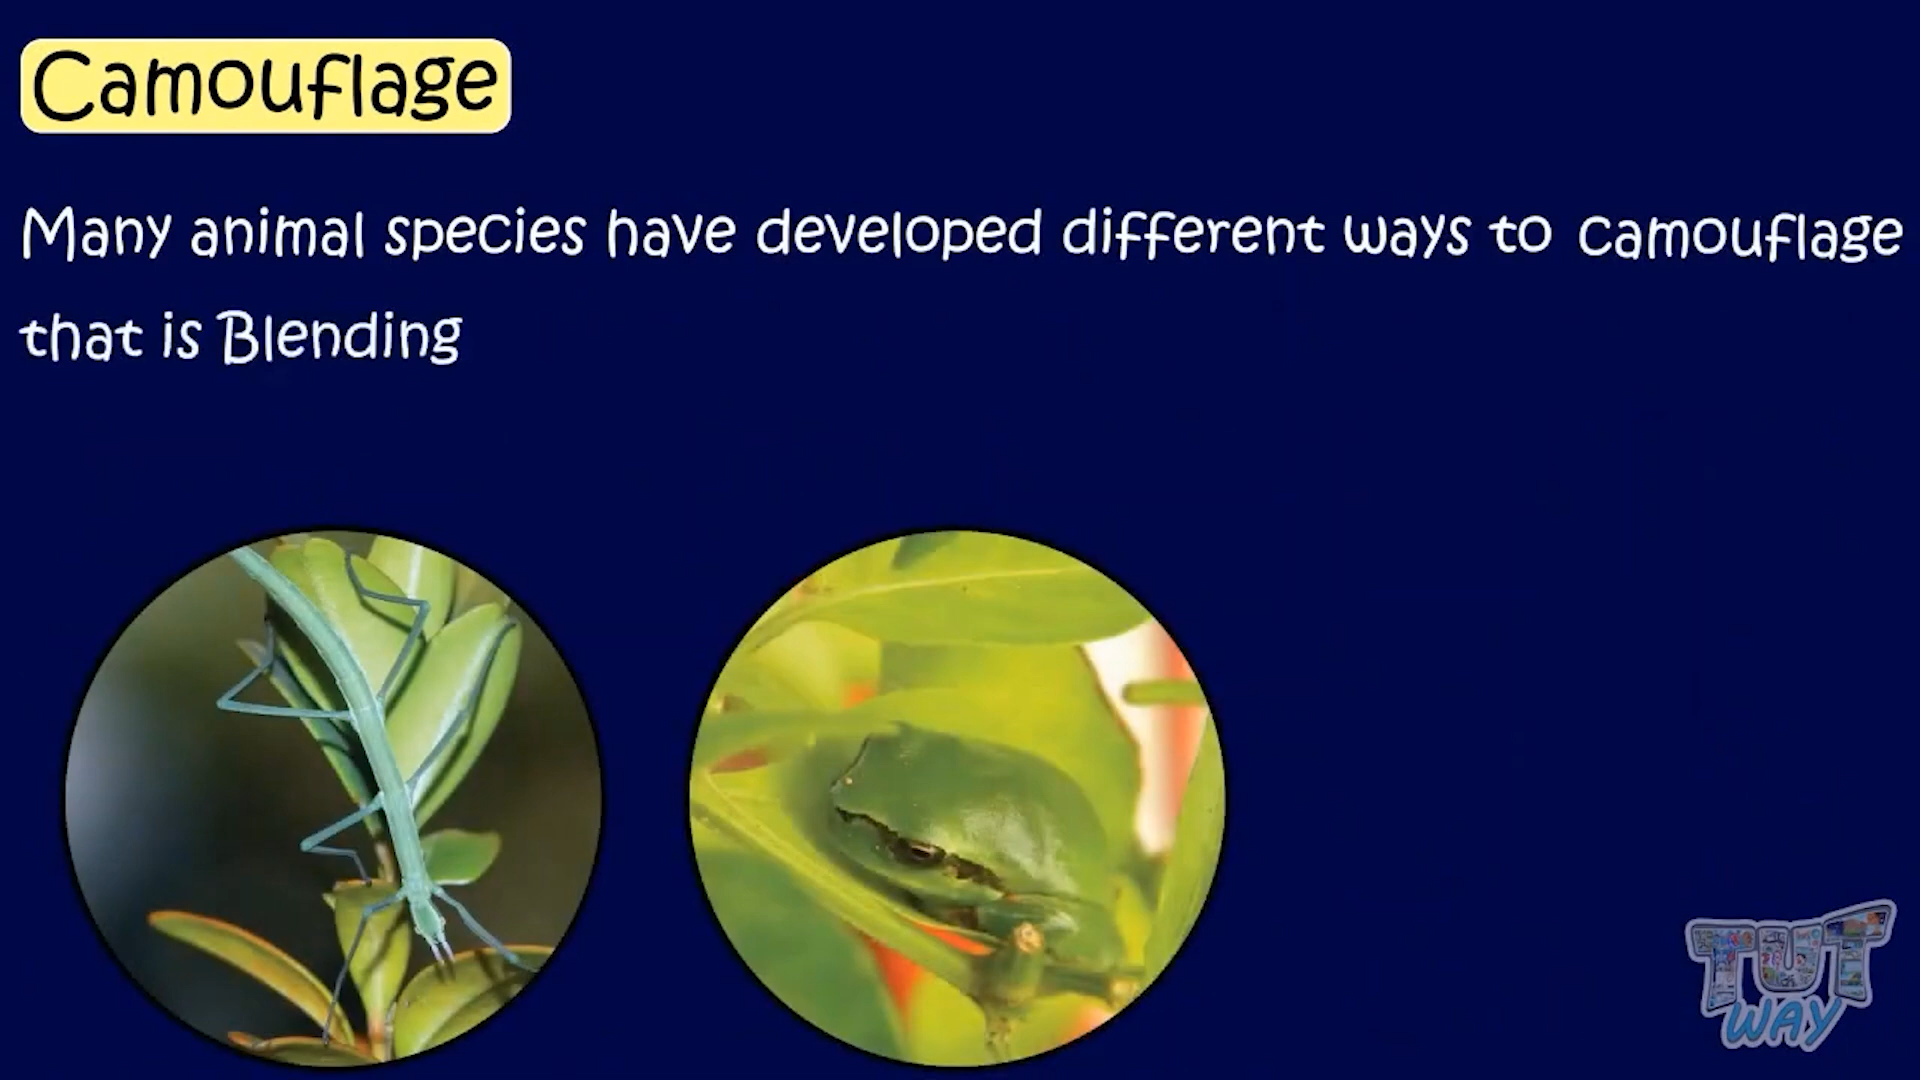 Camouflage
Many animal species have developed different ways to camouflage
that is Blending
TUT
WAY